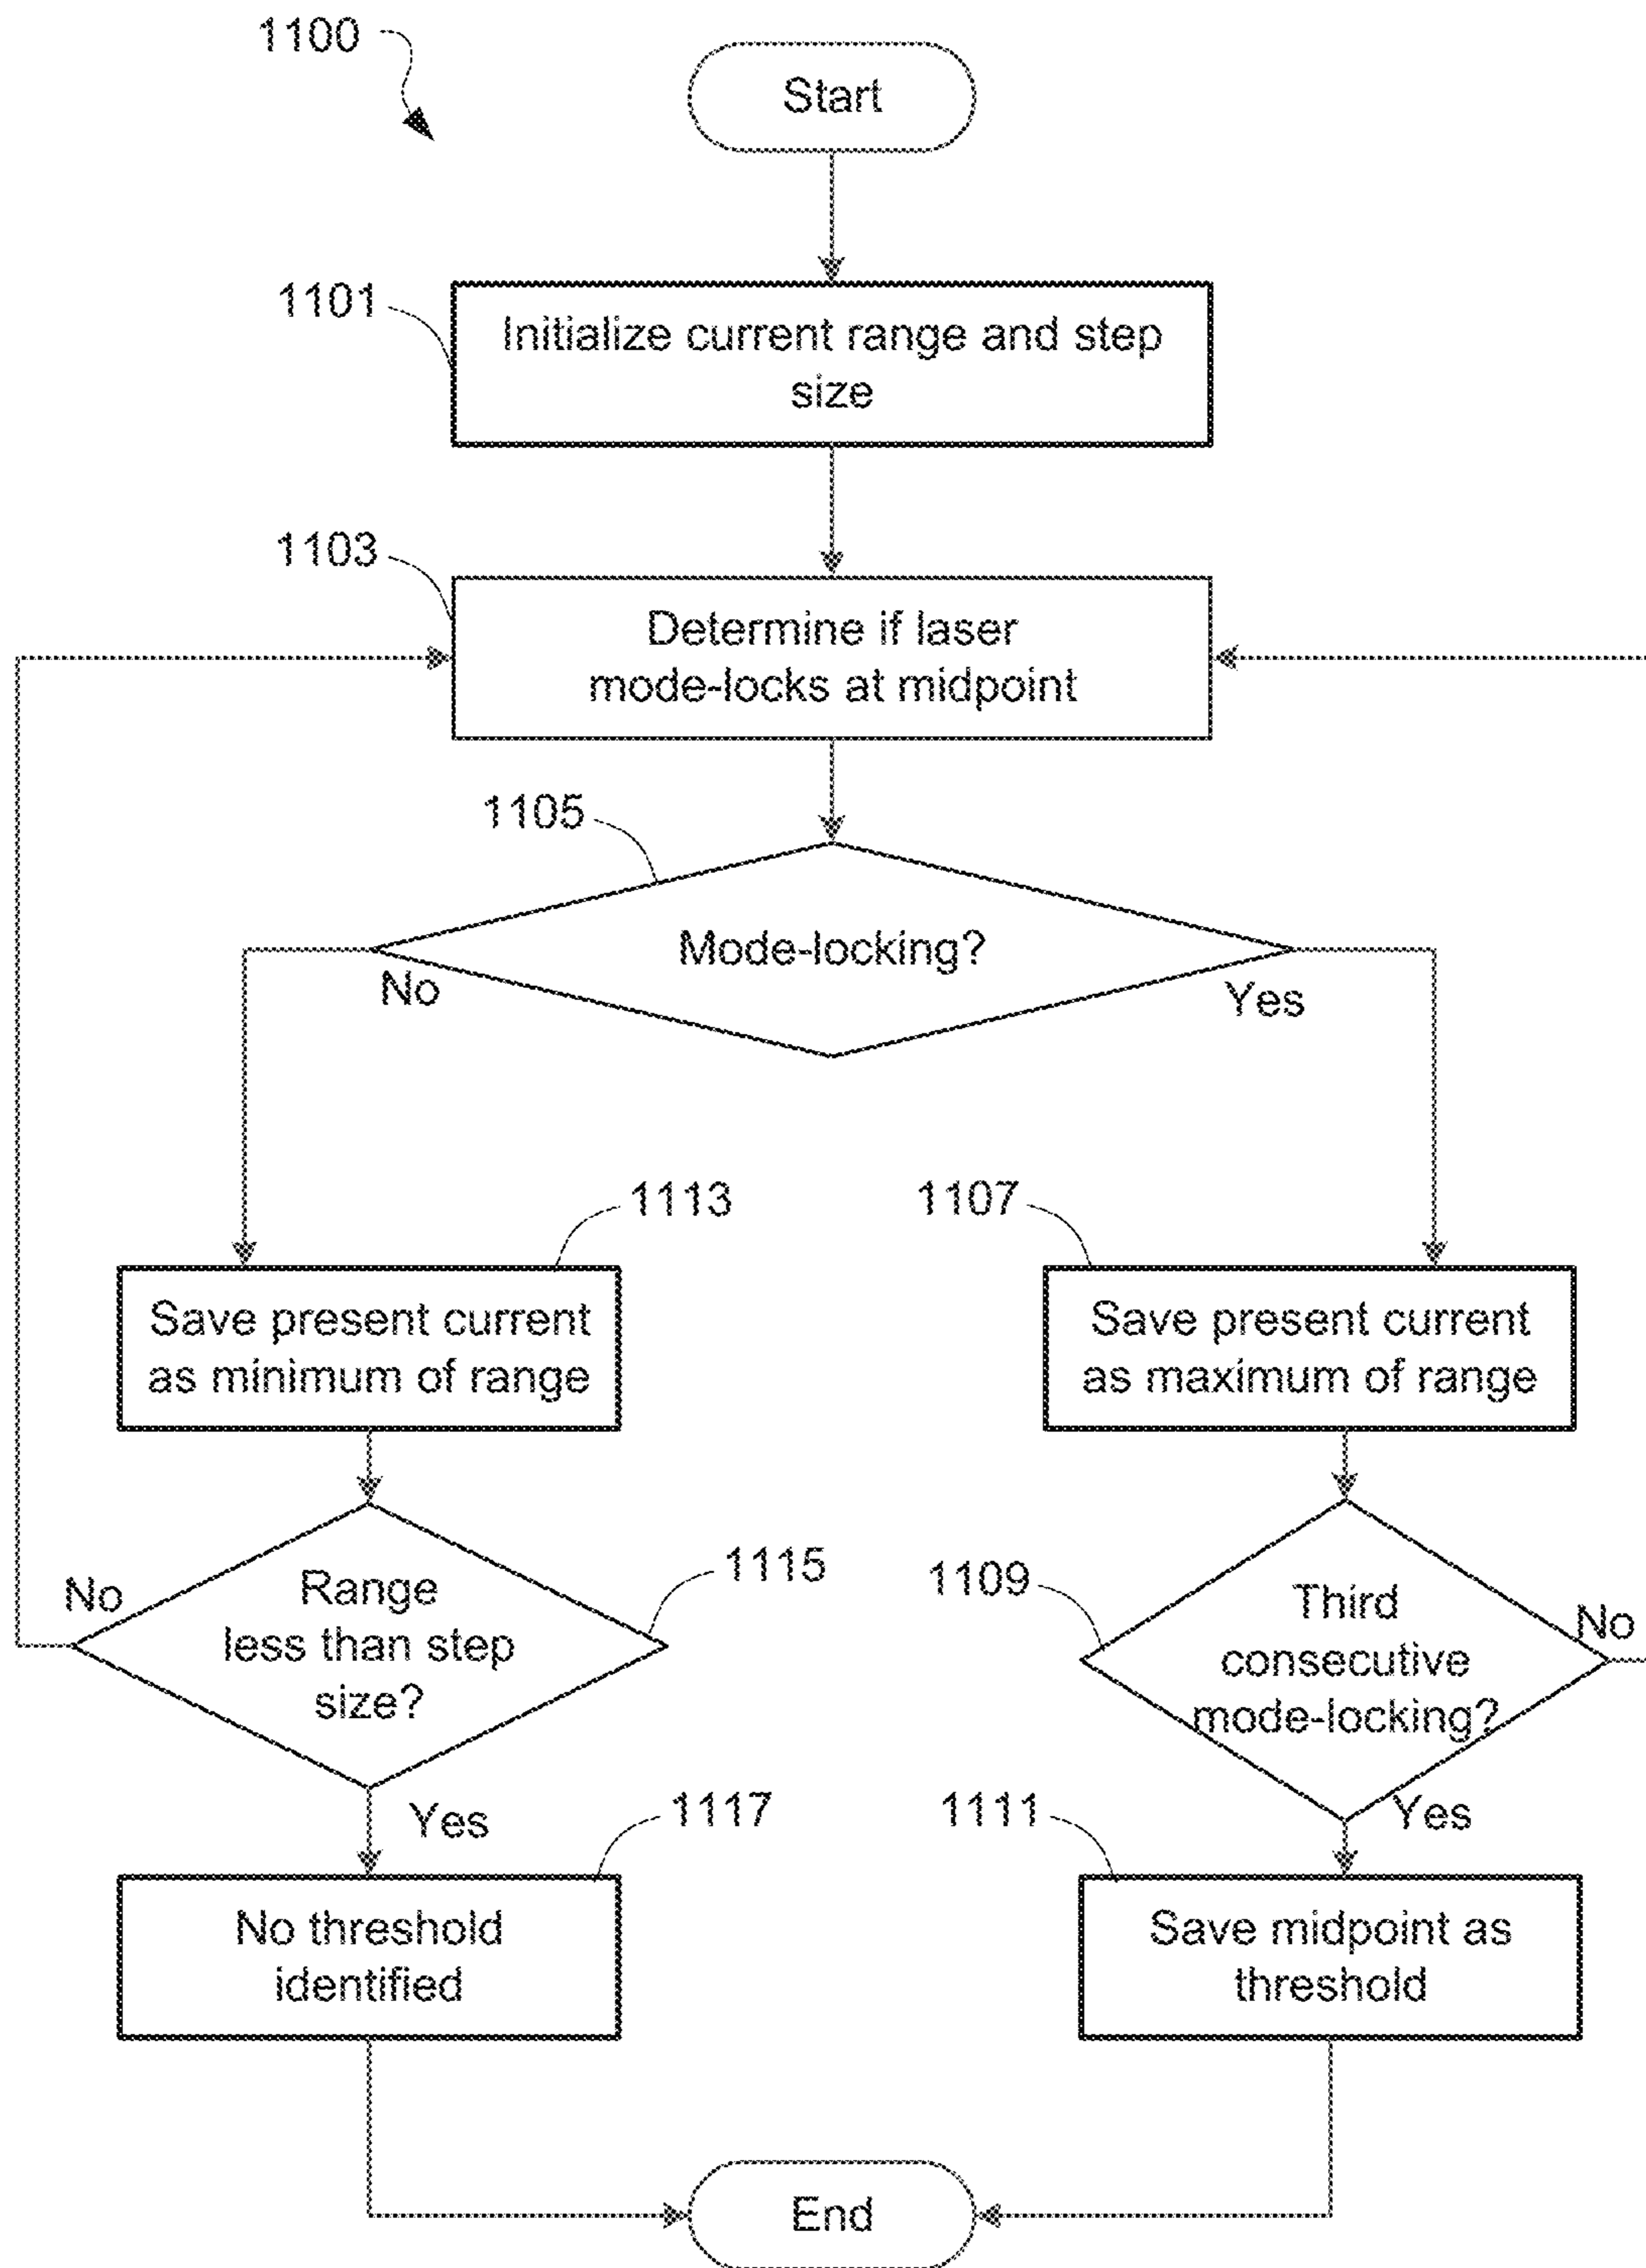 1100
Start
1101
Initialize current range and step
size
1103
Determine if laser
mode-locks at midpoint
1105
Mode-locking?
No
Yes
1113
1107
Save present current
as minimum of range
Save present current
as maximum of range
No
Range
less than step
size?
1115
1109
Third
consecutive
mode-locking?
No
Yes
1117
1111
Yes
No threshold
identified
Save midpoint as
threshold
End